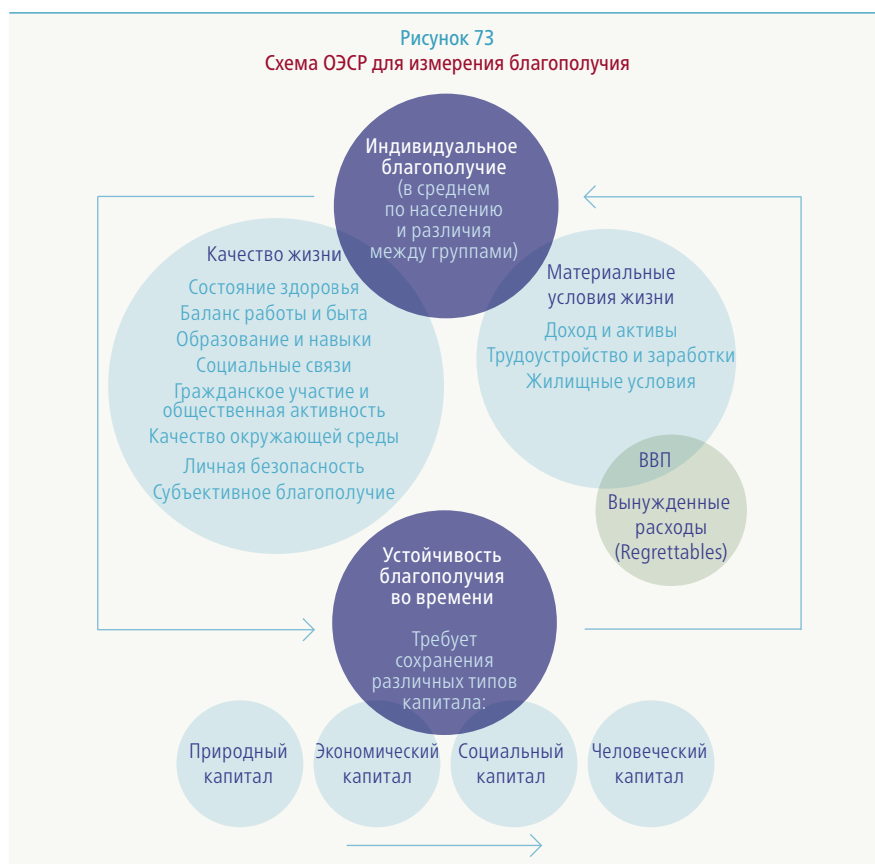 Рисунок 73
Схема ОЭСР для измерения благополучия
Индивидуальное
благополучие
(в среднем
по населению
и различия
между группами)
Качество жизни
Состояние здоровья
Баланс работы и быта
Образование и навыки
Социальные связи
Гражданское участие и
общественная активность
Качество окружающей среды
Личная безопасность
Субъективное благополучие
Материальные
условия жизни
Доход и активы
Трудоустройство и заработки
Жилищные условия
ВВП
Вынужденные
расходы
(Regrettables)
Устойчивость
благополучия
во времени
Требует
сохранения
различных типов
капитала:
Природный
капитал
Экономический
капитал
Социальный
капитал
Человеческий
капитал